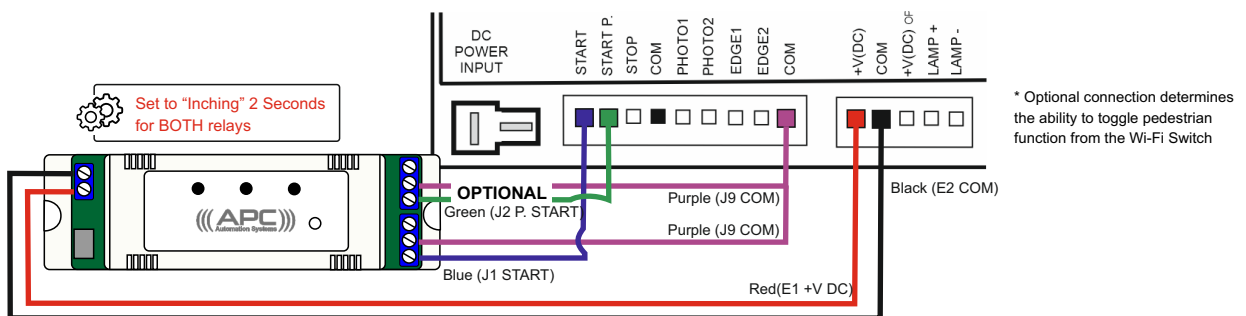 DC
POWER
INPUT
START
START P.
STOP
COM
PHOTO1
PHOTO2
EDGE1
EDGE2
COM
+V(DC)
COM
+V(DC) OF
LAMP +
LAMP -
Set to “Inching” 2 Seconds
for BOTH relays
* Optional connection determines
the ability to toggle pedestrian
function from the Wi-Fi Switch
OPTIONAL
Green (J2 P. START)
Purple (J9 COM)
Purple (J9 COM)
Black (E2 COM)
((( APC )))
Automation Systems
Blue (J1 START)
Red(E1 +V DC)